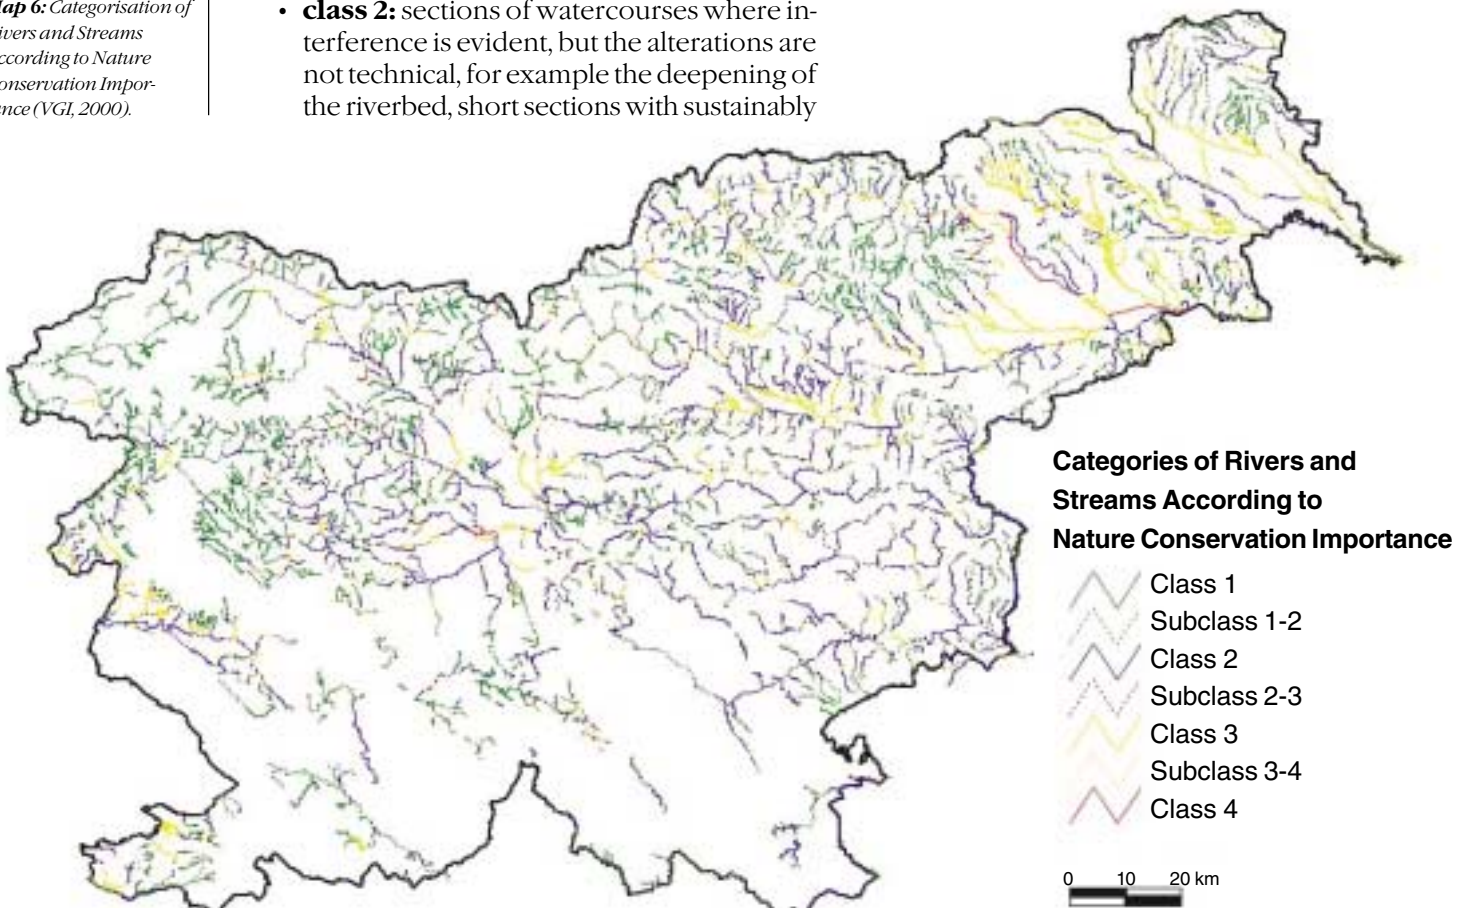 ap 6: Categorisation of
ivers and Streams
ccording to Nature
onservation Impor-
nce (VGI, 2000).
• class 2: sections of watercourses where in-
terference is evident, but the alterations are
not technical, for example the deepening of
the riverbed, short sections with sustainably
Categories of Rivers and
Streams According to
Nature Conservation Importance
Class 1
Subclass 1-2
Class 2
Subclass 2-3
Class 3
Subclass 3-4
Class 4
0 10 20 km